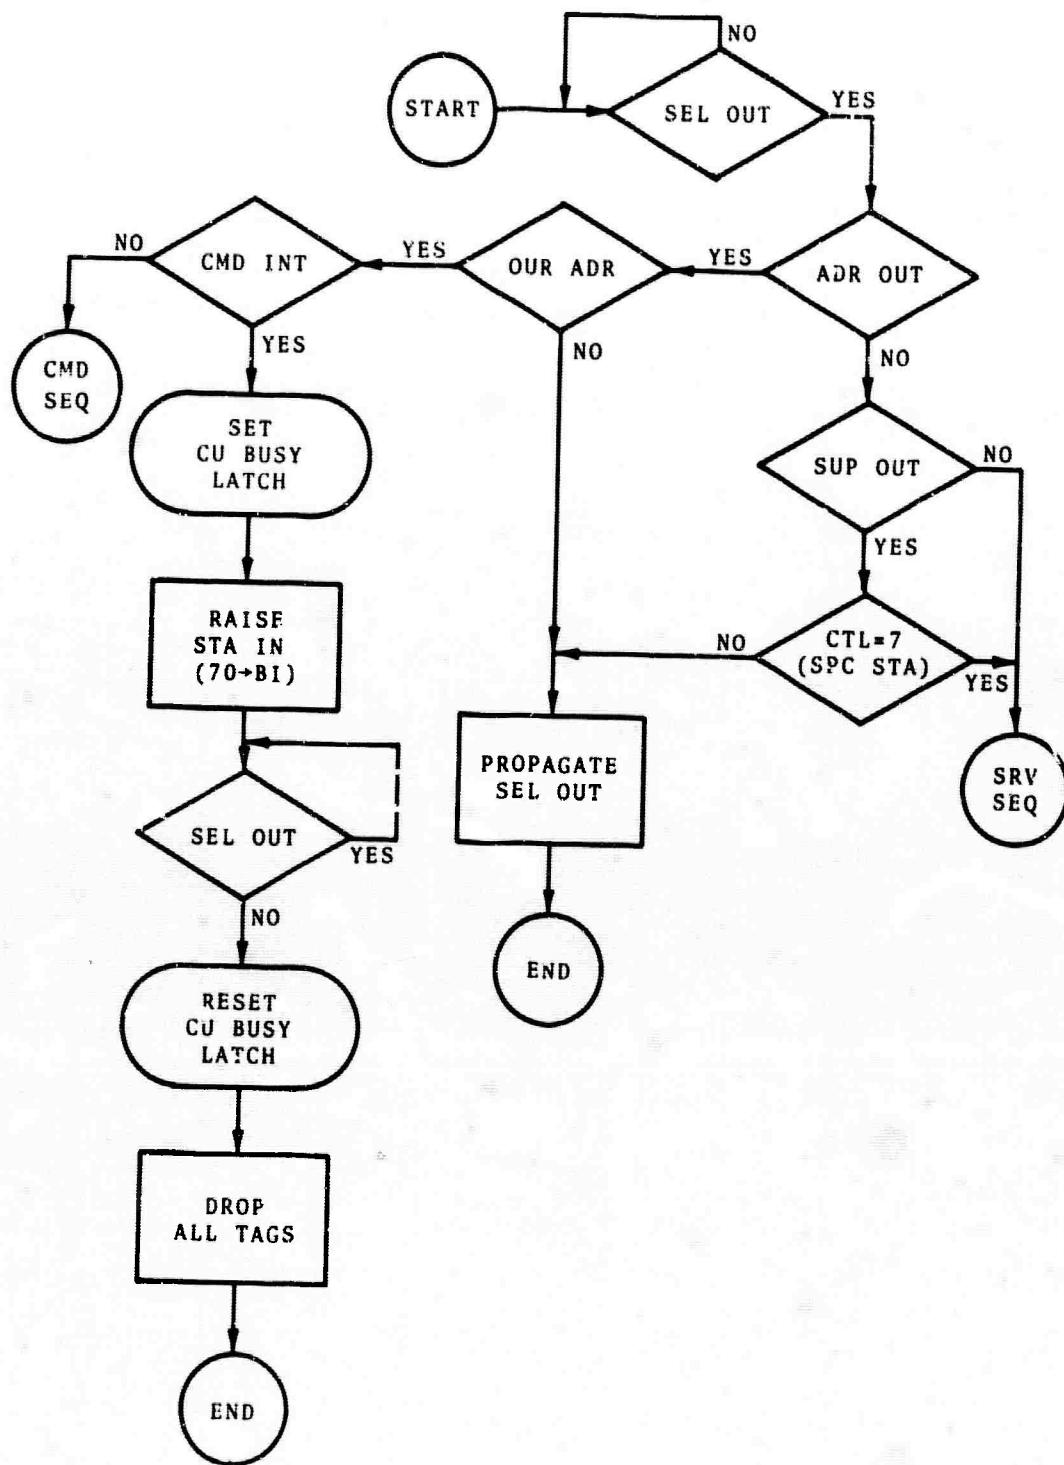 NO
START
SEL OUT
YES
NO
CMD INT
YES
OUR ADR
YES
ADR OUT
YES
NO
NO
CMD
SEQ
SET
CU BUSY
LATCH
SUP OUT
NO
YES
RAISE
STA IN
(70→BI)
NO
CTL=7
(SPC STA)
YES
PROPAGATE
SEL OUT
SRV
SEQ
SEL OUT
YES
NO
END
RESET
CU BUSY
LATCH
DROP
ALL TAGS
END